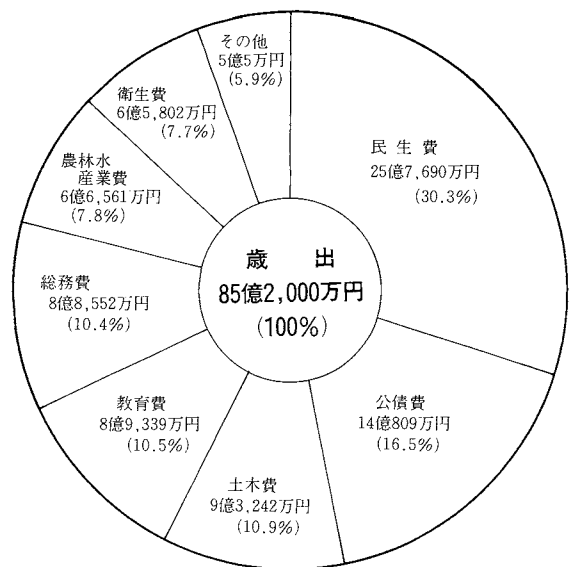 歳出
85億2,000万円
(100%)
民生費
25億7,690万円
(30.3%)
公債費
14億809万円
(16.5%)
土木費
9億3,242万円
(10.9%)
教育費
8億9,339万円
(10.5%)
総務費
8億8,552万円
(10.4%)
農林水
産業費
6億6,561万円
(7.8%)
衛生費
6億5,802万円
(7.7%)
その他
5億5万円
(5.9%)